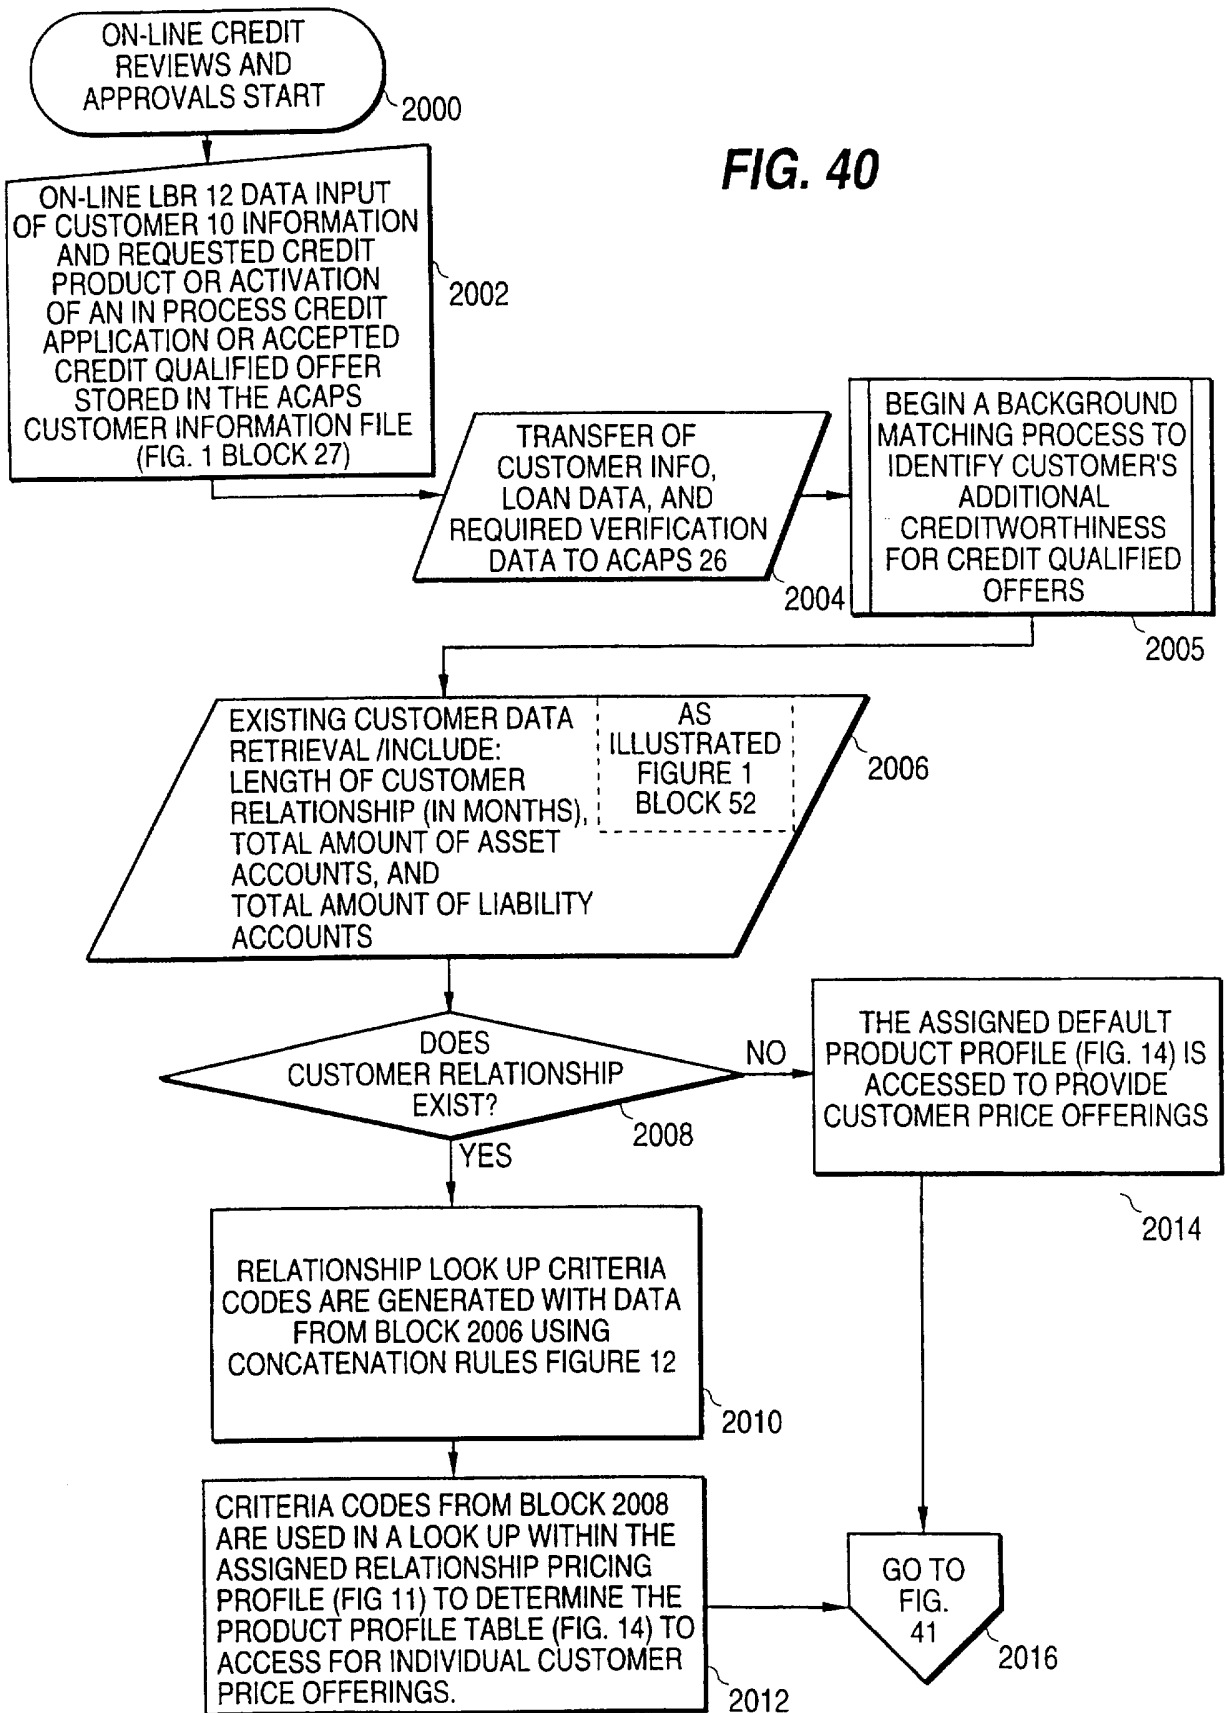 ON-LINE CREDIT
REVIEWS AND
APPROVALS START
2000
FIG. 40
ON-LINE LBR 12 DATA INPUT
OF CUSTOMER 10 INFORMATION
AND REQUESTED CREDIT
PRODUCT OR ACTIVATION
OF AN IN PROCESS CREDIT
APPLICATION OR ACCEPTED
CREDIT QUALIFIED OFFER
STORED IN THE ACAPS
CUSTOMER INFORMATION FILE
(FIG. 1 BLOCK 27)
2002
TRANSFER OF
CUSTOMER INFO,
LOAN DATA, AND
REQUIRED VERIFICATION
DATA TO ACAPS 26
2004
BEGIN A BACKGROUND
MATCHING PROCESS TO
IDENTIFY CUSTOMER'S
ADDITIONAL
CREDITWORTHINESS
FOR CREDIT QUALIFIED
OFFERS
2005
EXISTING CUSTOMER DATA
RETRIEVAL /INCLUDE:
LENGTH OF CUSTOMER
RELATIONSHIP (IN MONTHS),
TOTAL AMOUNT OF ASSET
ACCOUNTS, AND
TOTAL AMOUNT OF LIABILITY
ACCOUNTS
AS
ILLUSTRATED
FIGURE 1
BLOCK 52
2006
DOES
CUSTOMER RELATIONSHIP
EXIST?
2008
NO
YES
THE ASSIGNED DEFAULT
PRODUCT PROFILE (FIG. 14) IS
ACCESSED TO PROVIDE
CUSTOMER PRICE OFFERINGS
2014
RELATIONSHIP LOOK UP CRITERIA
CODES ARE GENERATED WITH DATA
FROM BLOCK 2006 USING
CONCATENATION RULES FIGURE 12
2010
CRITERIA CODES FROM BLOCK 2008
ARE USED IN A LOOK UP WITHIN THE
ASSIGNED RELATIONSHIP PRICING
PROFILE (FIG 11) TO DETERMINE THE
PRODUCT PROFILE TABLE (FIG. 14) TO
ACCESS FOR INDIVIDUAL CUSTOMER
PRICE OFFERINGS.
2012
GO TO
FIG.
41
2016